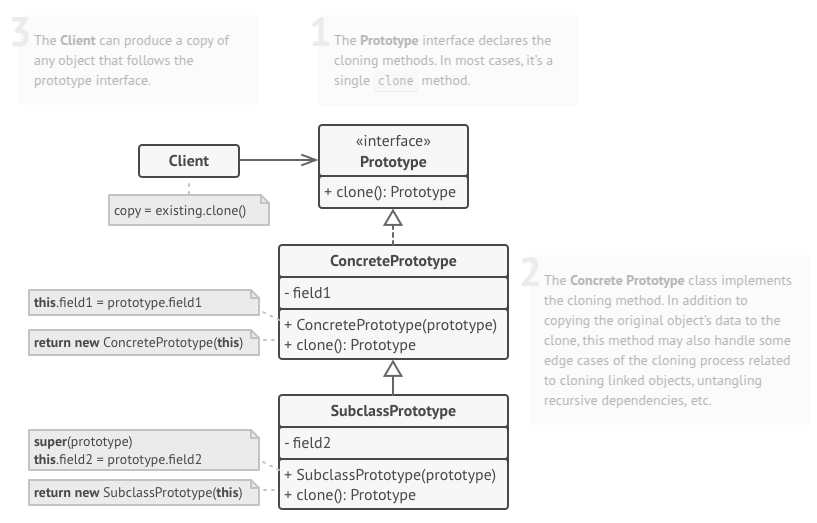 3
The Client can produce a copy of
any object that follows the
prototype interface.
1
The Prototype interface declares the
cloning methods. In most cases, it's a
single clone method.
Client
«interface»
Prototype
+ clone(): Prototype
copy = existing.clone()
ConcretePrototype
- field1
+ ConcretePrototype(prototype)
+ clone(): Prototype
this.field1 = prototype.field1
return new ConcretePrototype(this)
2
The Concrete Prototype class implements
the cloning method. In addition to
copying the original object's data to the
clone, this method may also handle some
edge cases of the cloning process related
to cloning linked objects, untangling
recursive dependencies, etc.
SubclassPrototype
- field2
+ SubclassPrototype(prototype)
+ clone(): Prototype
super(prototype)
this.field2 = prototype.field2
return new SubclassPrototype(this)